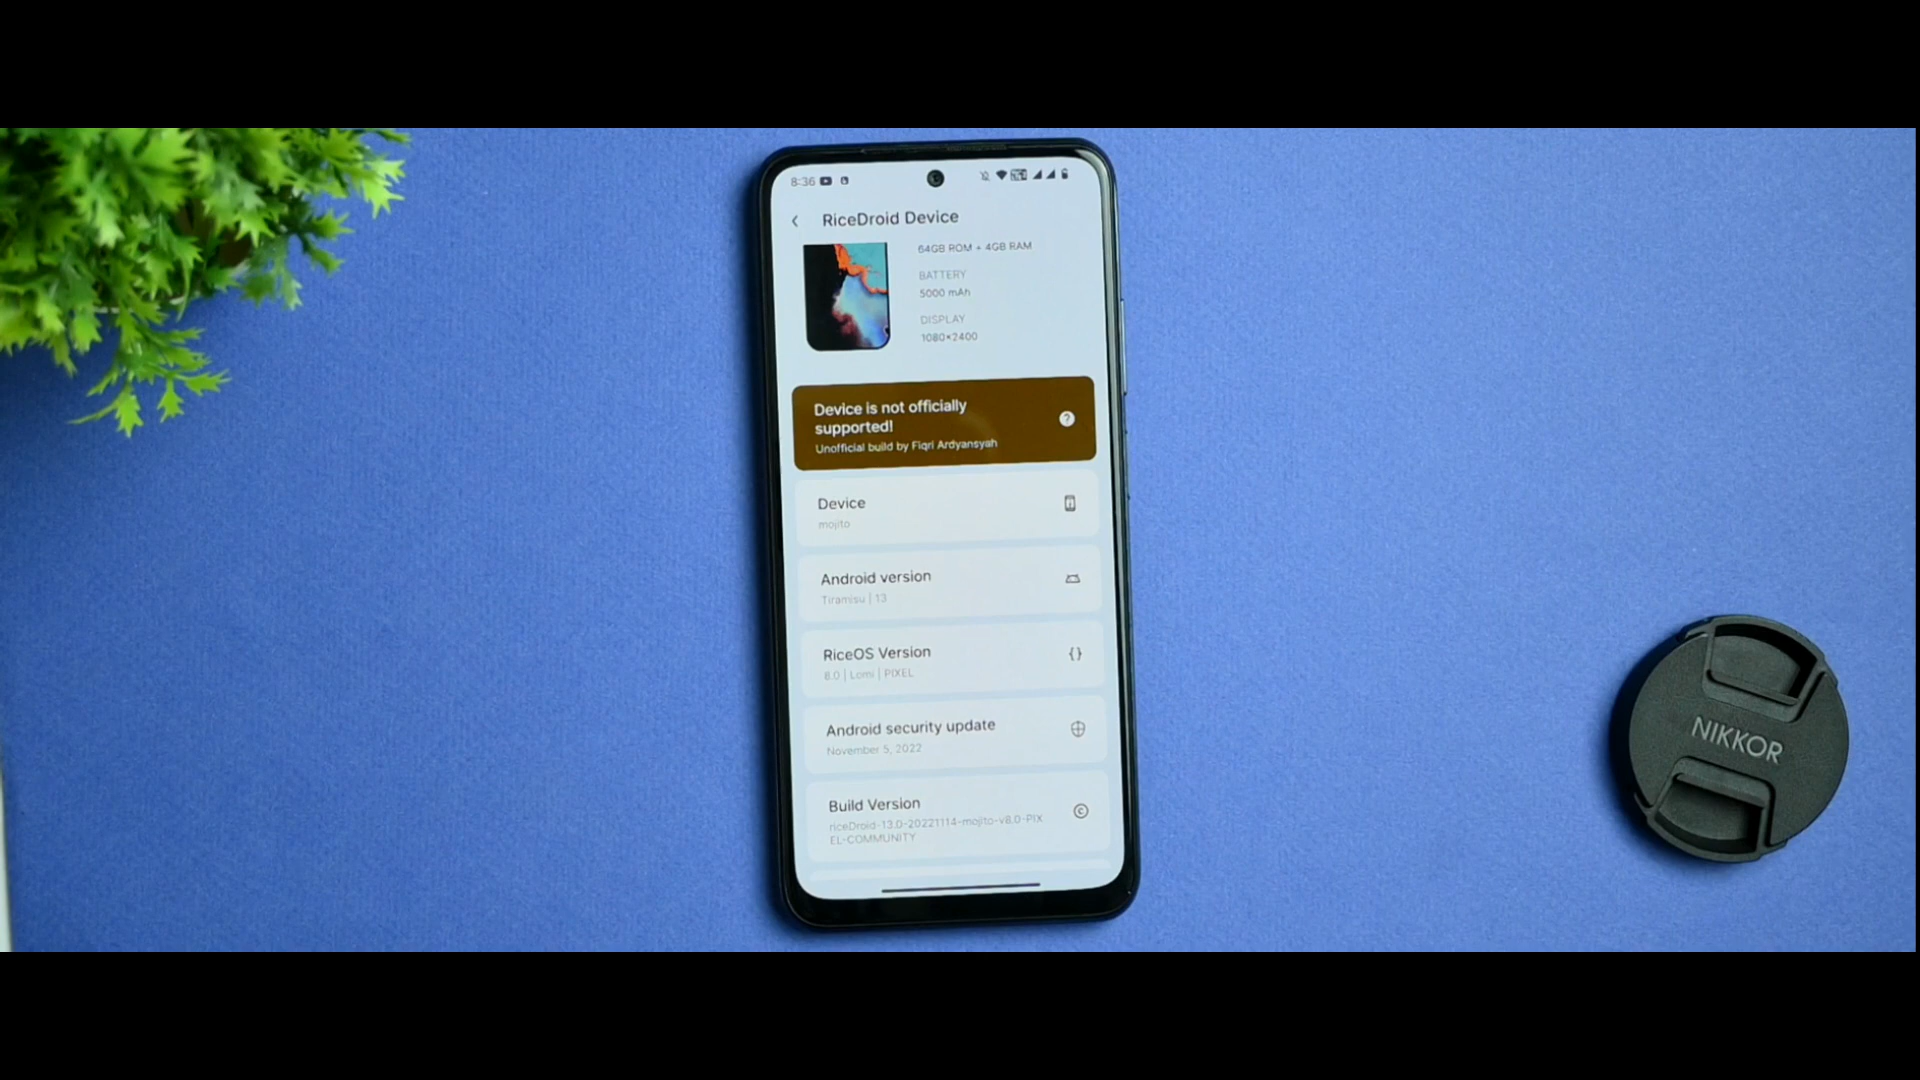 8:36
RiceDroid Device
64GB ROM + 4GB RAM
BATTERY
5000 mAh
DISPLAY
1080×2400
Device is not officially
supported!
Unofficial build by Fiqri Ardyansyah
Device
mojito
Android version
Tiramisu | 13
RiceOS Version
8.0 | Lomi | PIXEL
Android security update
November 5, 2022
Build Version
riceDroid-13.0-20221114-mojito-v8.0-PIX
EL-COMMUNITY
NIKKOR